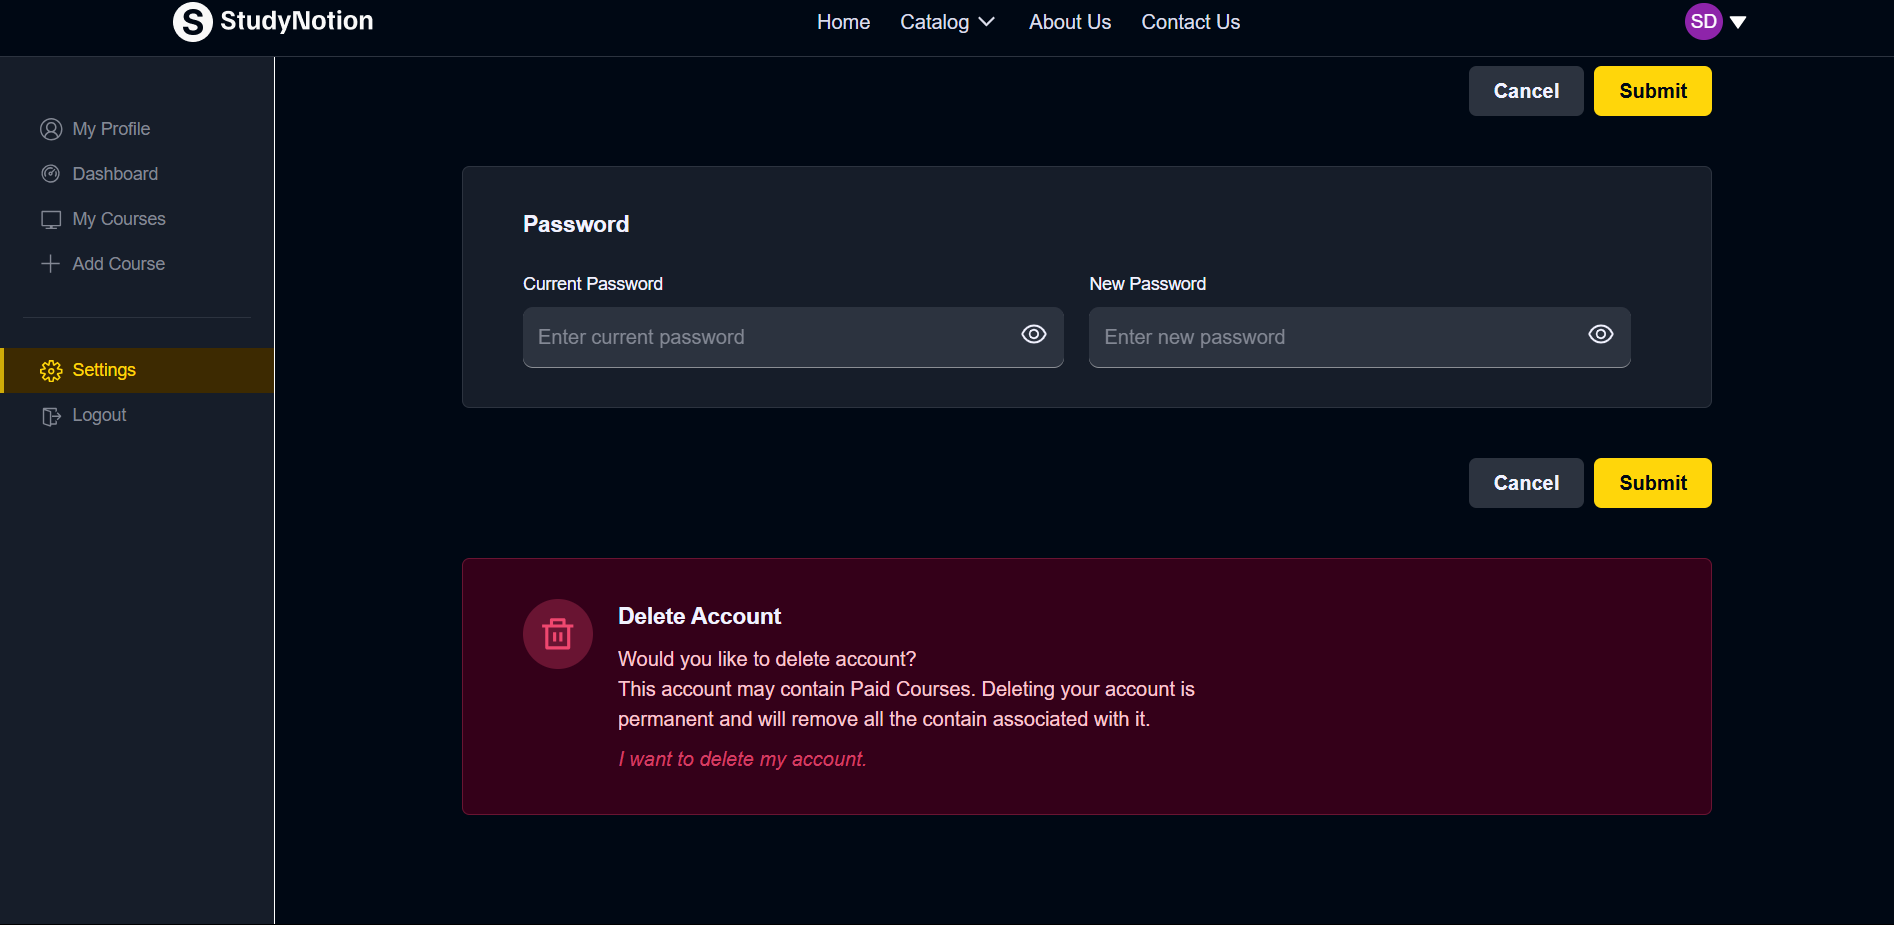 S StudyNotion
Home Catalog About Us Contact Us
SD
My Profile
Dashboard
My Courses
Add Course
Settings
Logout
Cancel Submit
Password
Current Password New Password
Enter current password Enter new password
Cancel Submit
Delete Account
Would you like to delete account?
This account may contain Paid Courses. Deleting your account is
permanent and will remove all the contain associated with it.
I want to delete my account.